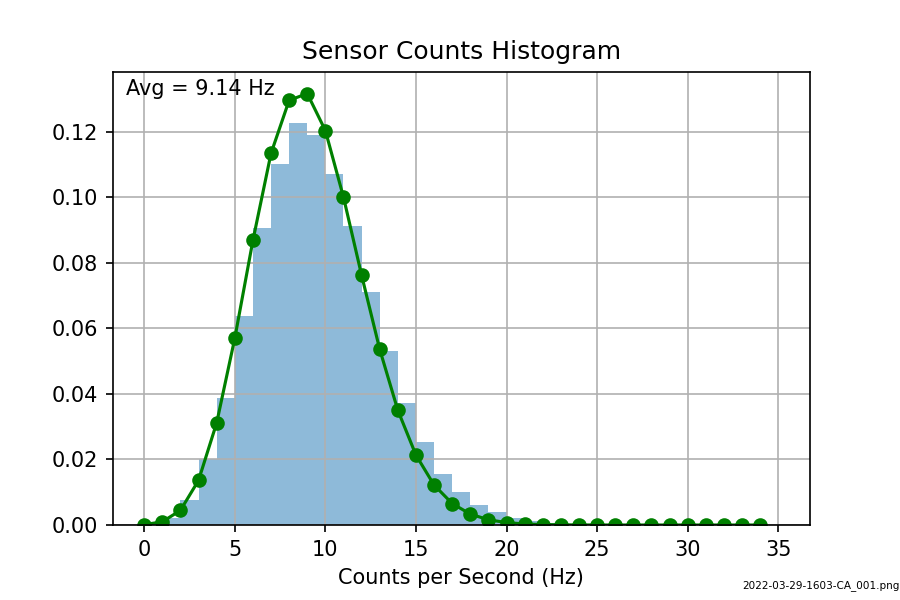 Sensor Counts Histogram
Avg = 9.14 Hz
0.12
0.10
0.08
0.06
0.04
0.02
0.00
0 5 10 15 20 25 30 35
Counts per Second (Hz)
2022-03-29-1603-CA_001.png